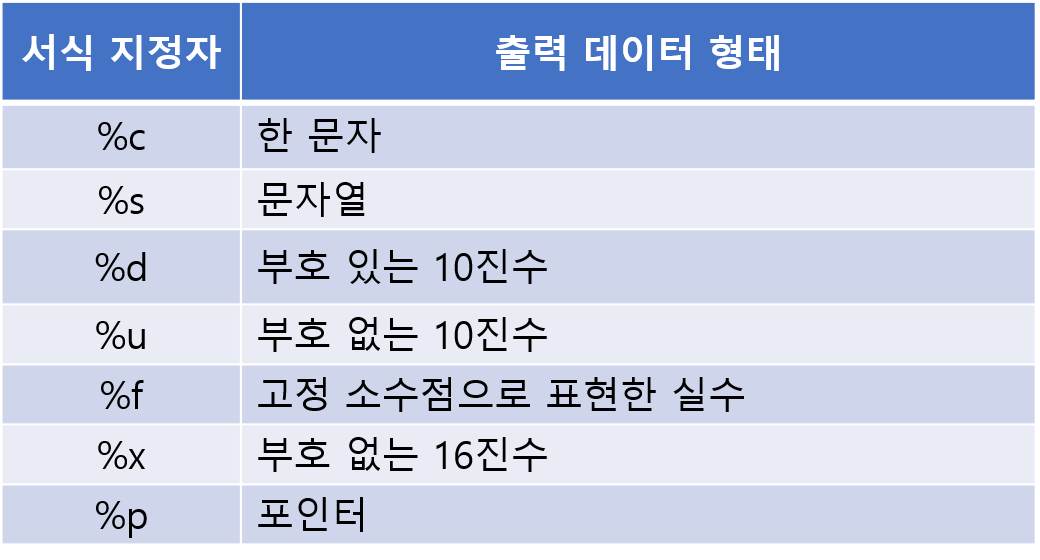 서식 지정자 출력 데이터 형태
%c 한 문자
%s 문자열
%d 부호 있는 10진수
%u 부호 없는 10진수
%f 고정 소수점으로 표현한 실수
%x 부호 없는 16진수
%p 포인터